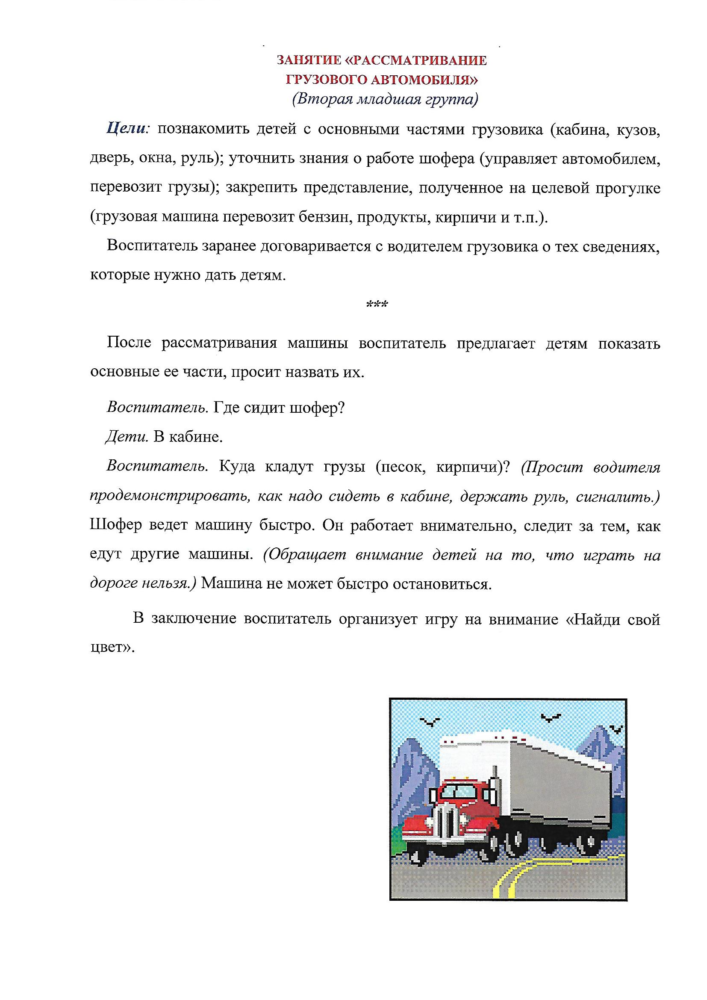 ЗАНЯТИЕ «РАССМАТРИВАНИЕ
ГРУЗОВОГО АВТОМОБИЛЯ»
(Вторая младшая группа)
Цели: познакомить детей с основными частями грузовика (кабина, кузов,
дверь, окна, руль); уточнить знания о работе шофера (управляет автомобилем,
перевозит грузы); закрепить представление, полученное на целевой прогулке
(грузовая машина перевозит бензин, продукты, кирпичи и т.п.).
Воспитатель заранее договаривается с водителем грузовика о тех сведениях,
которые нужно дать детям.
***
После рассматривания машины воспитатель предлагает детям показать
основные ее части, просит назвать их.
Воспитатель. Где сидит шофер?
Дети. В кабине.
Воспитатель. Куда кладут грузы (песок, кирпичи)? (Просит водителя
продемонстрировать, как надо сидеть в кабине, держать руль, сигналить.)
Шофер ведет машину быстро. Он работает внимательно, следит за тем, как
едут другие машины. (Обращает внимание детей на то, что играть на
дороге нельзя.) Машина не может быстро остановиться.
В заключение воспитатель организует игру на внимание «Найди свой
цвет».